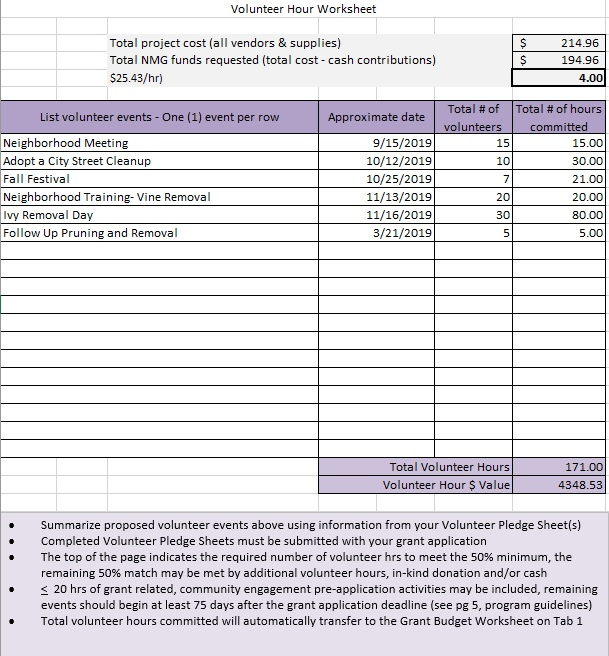 Volunteer Hour Worksheet
Total project cost (all vendors & supplies) $ 214.96
Total NMG funds requested (total cost - cash contributions) $ 194.96
$25.43/hr) 4.00
List volunteer events - One (1) event per row Approximate date Total # of volunteers Total # of hours committed
Neighborhood Meeting 9/15/2019 15 15.00
Adopt a City Street Cleanup 10/12/2019 10 30.00
Fall Festival 10/25/2019 7 21.00
Neighborhood Training- Vine Removal 11/13/2019 20 20.00
Ivy Removal Day 11/16/2019 30 80.00
Follow Up Pruning and Removal 3/21/2019 5 5.00
Total Volunteer Hours 171.00
Volunteer Hour $ Value 4348.53
• Summarize proposed volunteer events above using information from your Volunteer Pledge Sheet(s)
• Completed Volunteer Pledge Sheets must be submitted with your grant application
• The top of the page indicates the required number of volunteer hrs to meet the 50% minimum, the
remaining 50% match may be met by additional volunteer hours, in-kind donation and/or cash
• ≤ 20 hrs of grant related, community engagement pre-application activities may be included, remaining
events should begin at least 75 days after the grant application deadline (see pg 5, program guidelines)
• Total volunteer hours committed will automatically transfer to the Grant Budget Worksheet on Tab 1